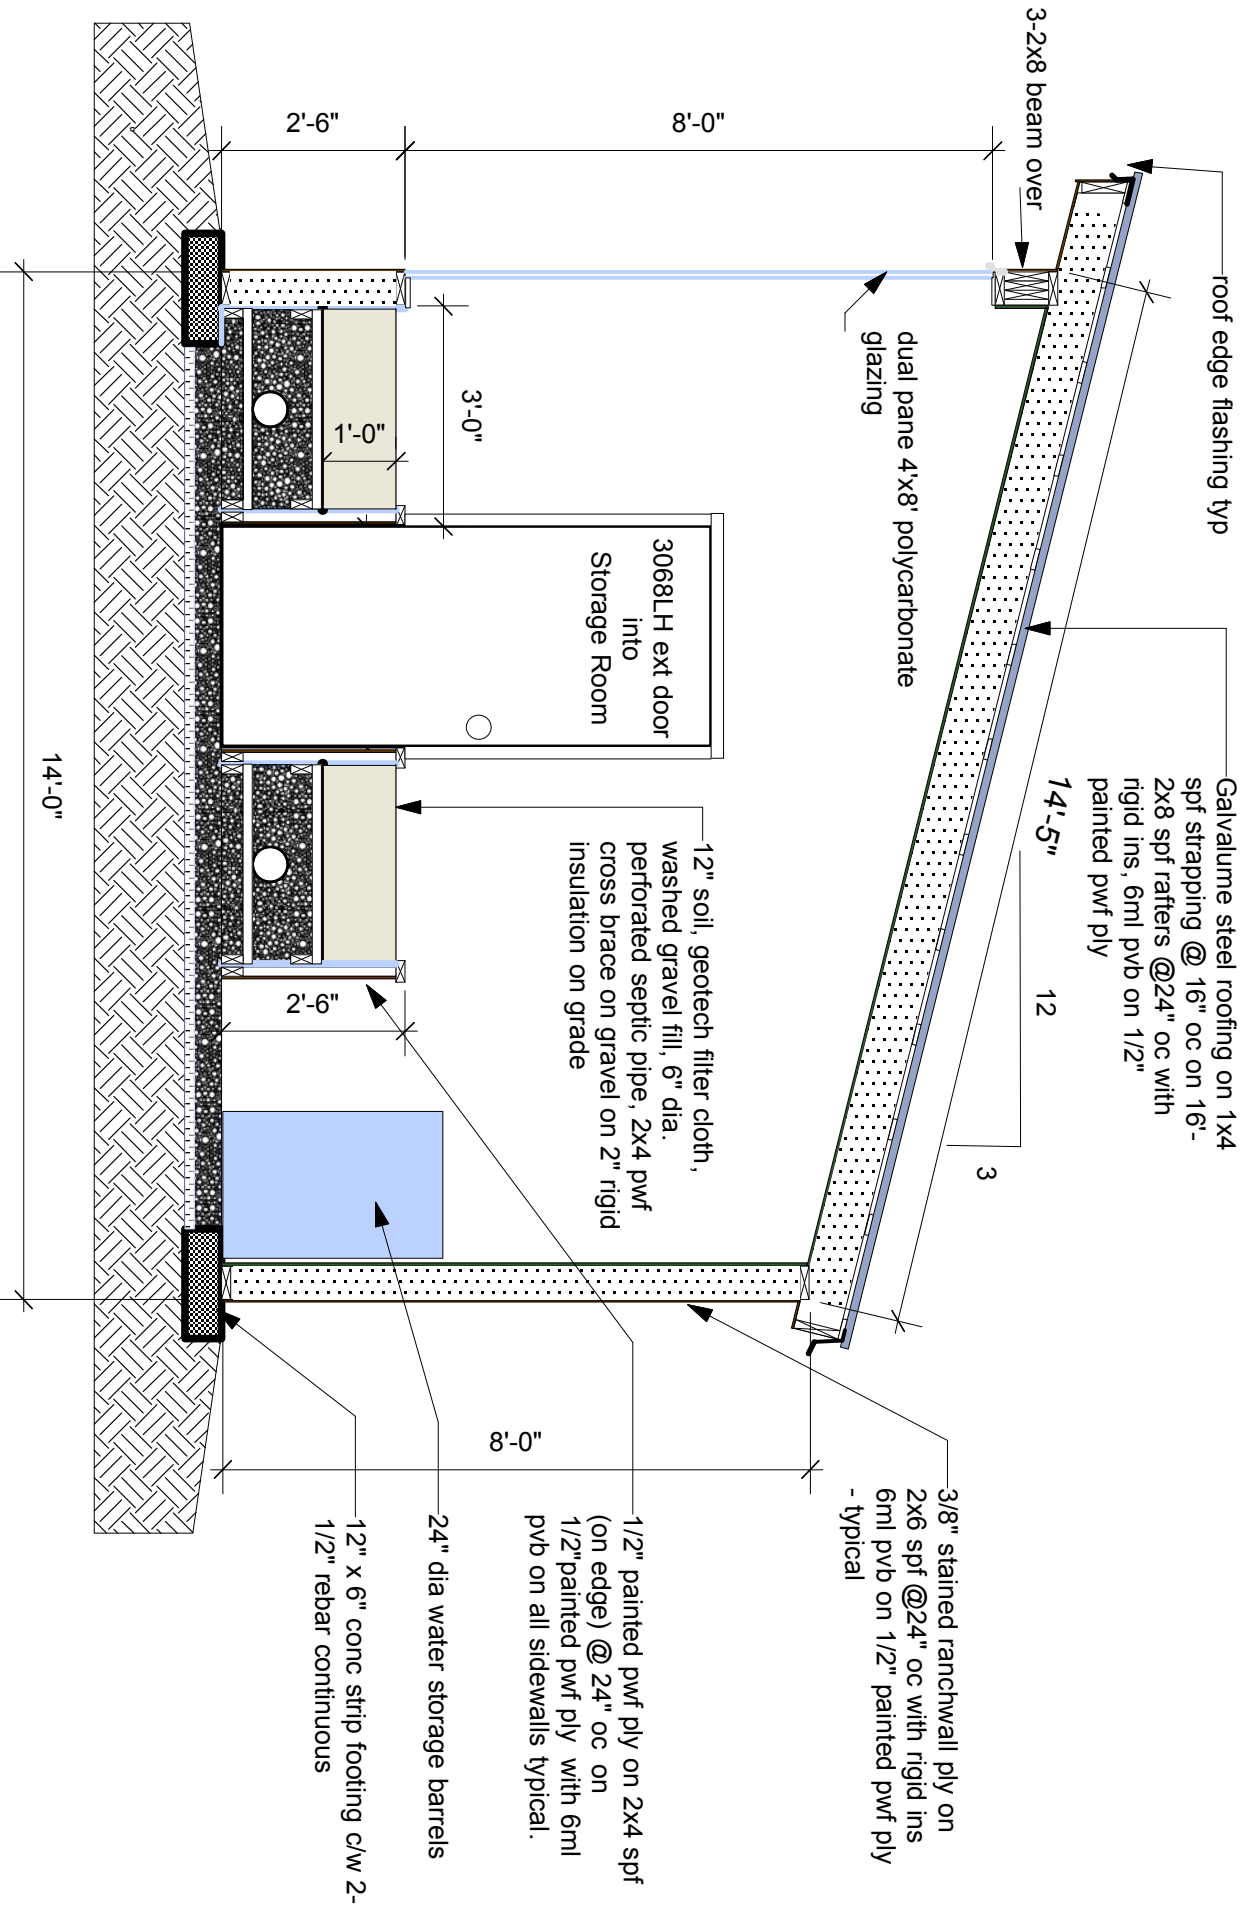 3-2x8 beam over
roof edge flashing typ
2'-6"
8'-0"
dual pane 4'x8' polycarbonate
glazing
3'-0"
1'-0"
3068LH ext door
into
Storage Room
Galvalume steel roofing on 1x4
spf strapping @ 16" oc on 16'-
2x8 spf rafters @24" oc with
rigid ins, 6ml pvb on 1/2"
painted pwf ply
14'-5"
12
3
12" soil, geotech filter cloth,
washed gravel fill, 6" dia.
perforated septic pipe, 2x4 pwf
cross brace on gravel on 2" rigid
insulation on grade
2'-6"
14'-0"
8'-0"
3/8" stained ranchwall ply on
2x6 spf @24" oc with rigid ins
6ml pvb on 1/2" painted pwf ply
- typical
1/2" painted pwf ply on 2x4 spf
(on edge) @ 24" oc on
1/2"painted pwf ply with 6ml
pvb on all sidewalls typical.
24" dia water storage barrels
12" x 6" conc strip footing c/w 2-
1/2" rebar continuous